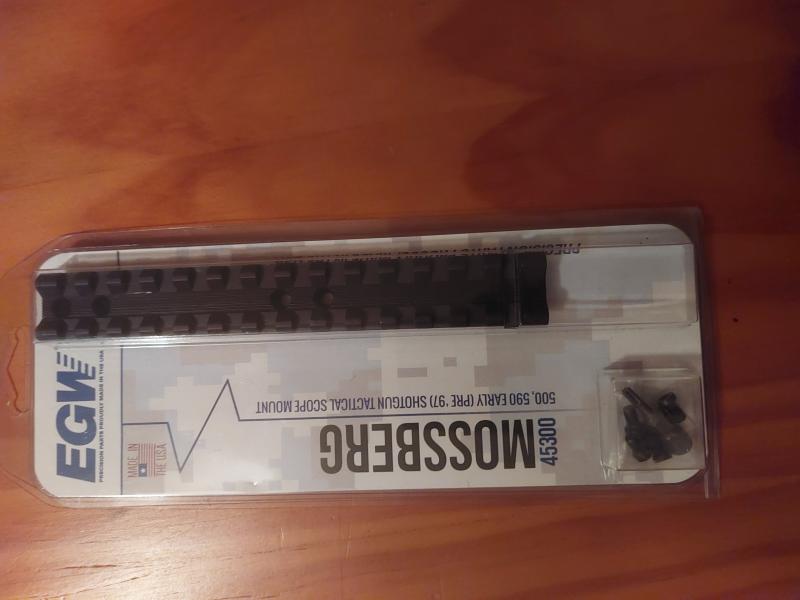 EGW
PRECISION PARTS PROUDLY MADE IN THE USA
MADE IN
THE USA
MOSSBERG
45300
500, 590 EARLY (PRE '97) SHOTGUN TACTICAL SCOPE MOUNT
PRECISION